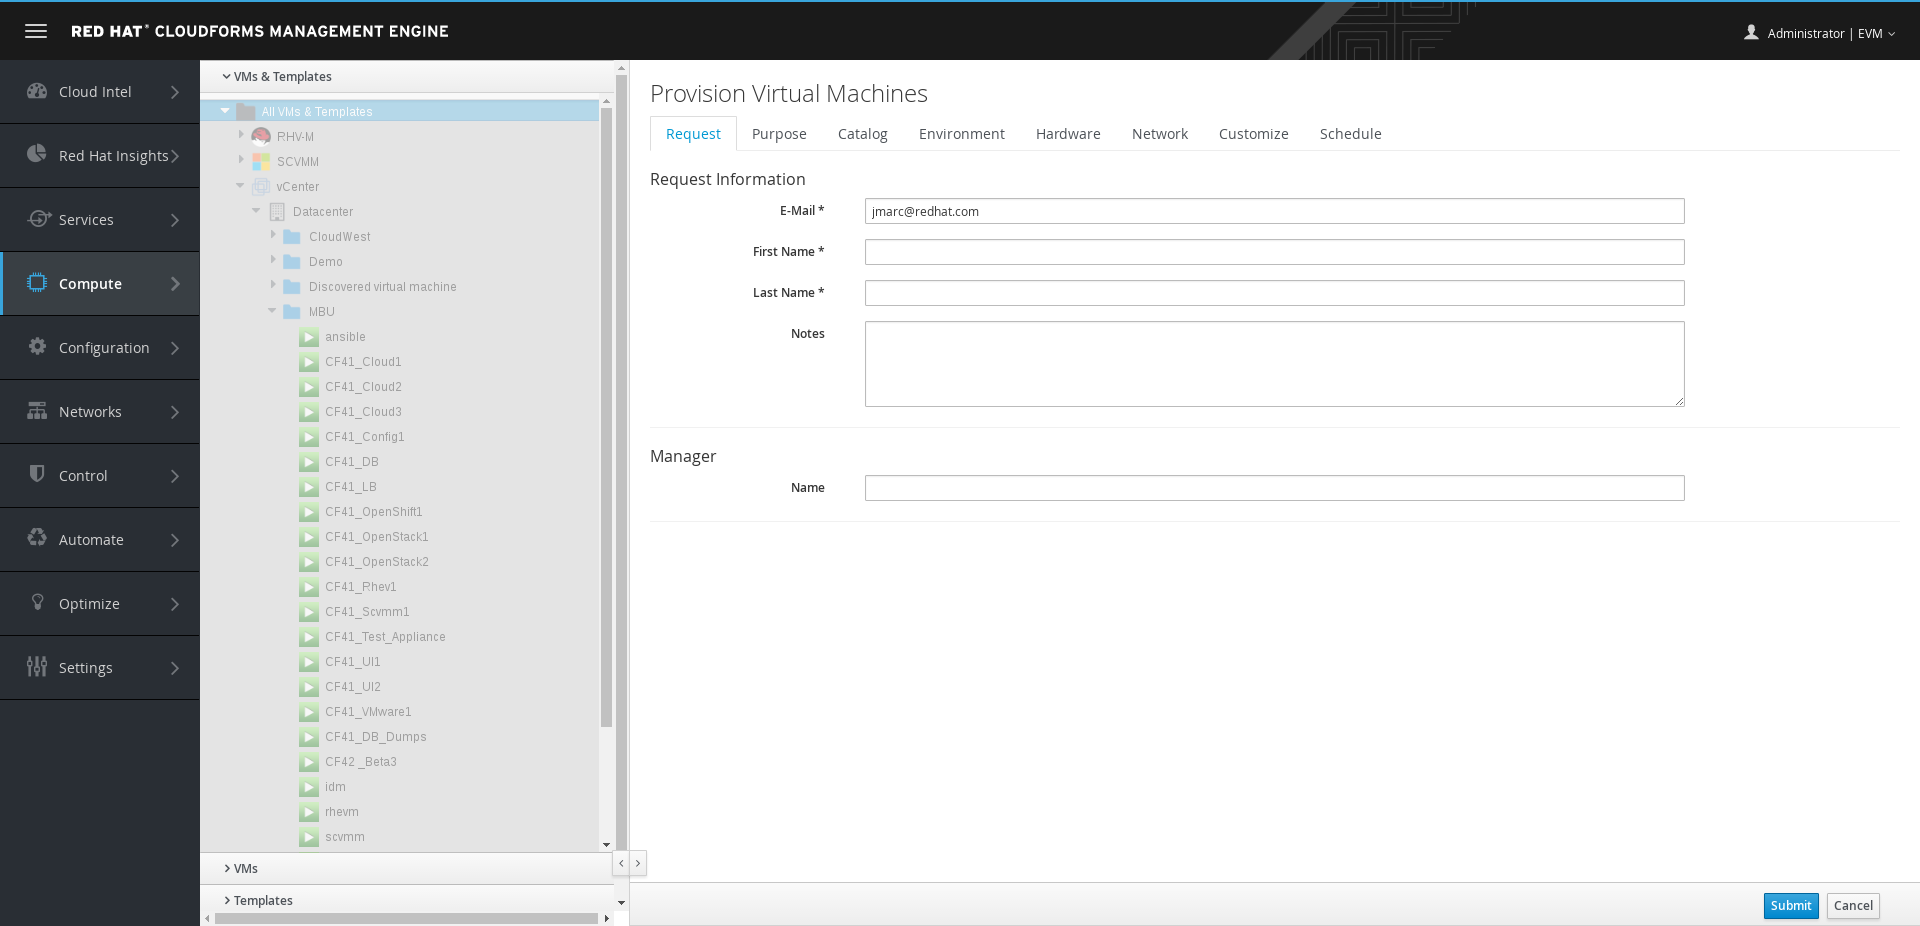 RED HAT® CLOUDFORMS MANAGEMENT ENGINE
Administrator | EVM
Cloud Intel
Red Hat Insights
Services
Compute
Configuration
Networks
Control
Automate
Optimize
Settings
VMs & Templates
All VMs & Templates
RHV-M
SCVMM
vCenter
Datacenter
CloudWest
Demo
Discovered virtual machine
MBU
ansible
CF41_Cloud1
CF41_Cloud2
CF41_Cloud3
CF41_Config1
CF41_DB
CF41_LB
CF41_OpenShift1
CF41_OpenStack1
CF41_OpenStack2
CF41_Rhev1
CF41_Scvmm1
CF41_Test_Appliance
CF41_UI1
CF41_UI2
CF41_VMware1
CF41_DB_Dumps
CF42 _Beta3
idm
rhevm
scvmm
VMs
Templates
Provision Virtual Machines
Request Purpose Catalog Environment Hardware Network Customize Schedule
Request Information
E-Mail * jmarc@redhat.com
First Name *
Last Name *
Notes
Manager
Name
Submit Cancel